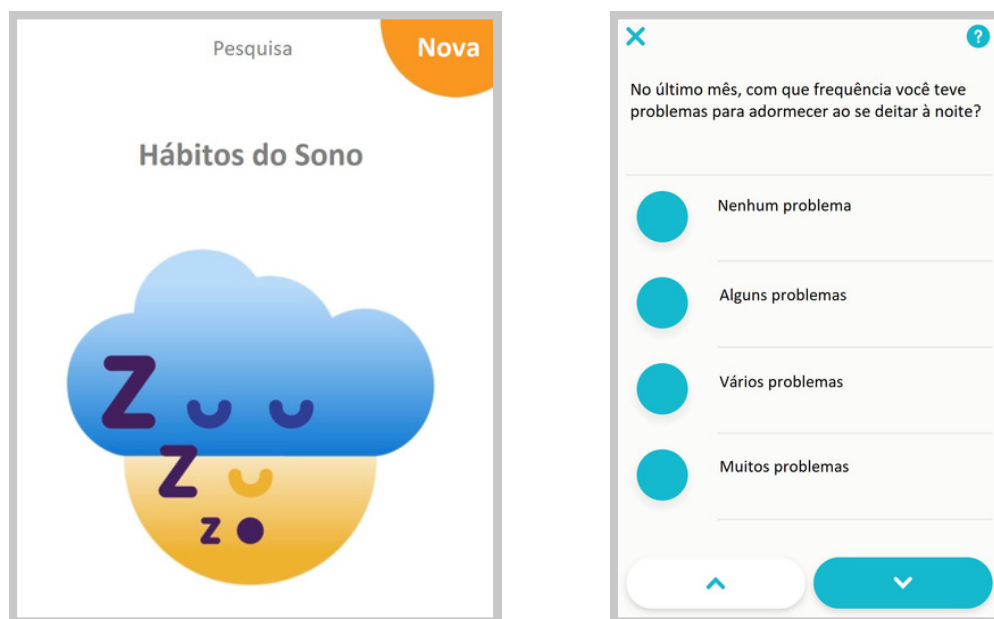 Pesquisa
Nova
Hábitos do Sono
Z
Z
z
?
No último mês, com que frequência você teve
problemas para adormecer ao se deitar à noite?
Nenhum problema
Alguns problemas
Vários problemas
Muitos problemas